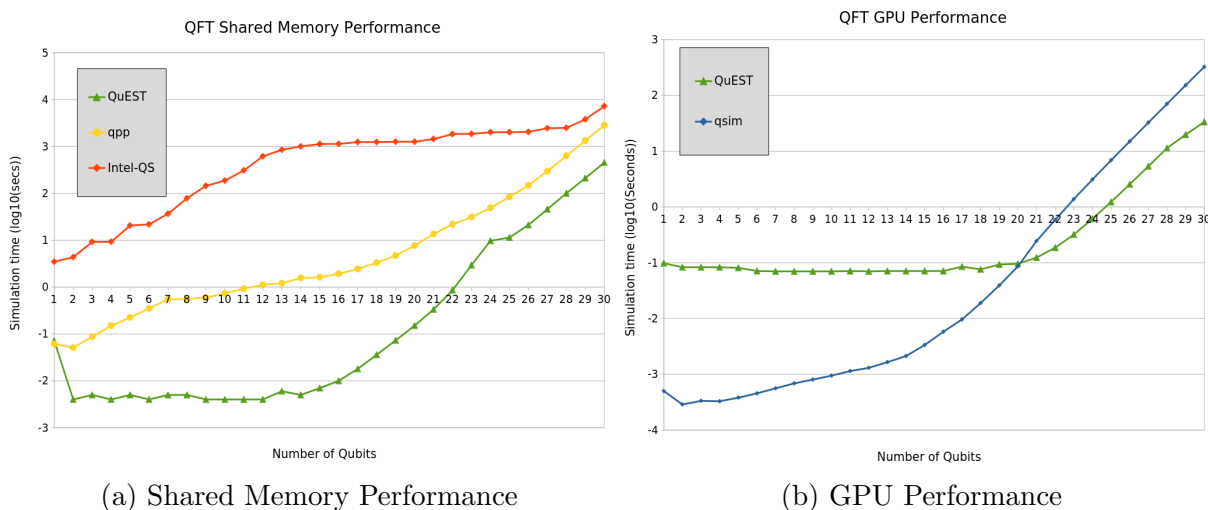 QFT Shared Memory Performance
5
4
3
2
1
0
-1
-2
-3
Simulation time (log10(secs))
QuEST
qpp
Intel-QS
1 2 3 4 5 6 7 8 9 10 11 12 13 14 15 16 17 18 19 20 21 22 23 24 25 26 27 28 29 30
Number of Qubits
(a) Shared Memory Performance
QFT GPU Performance
3
2
1
0
-1
-2
-3
-4
Simulation time (log10(Seconds))
QuEST
qsim
1 2 3 4 5 6 7 8 9 10 11 12 13 14 15 16 17 18 19 20 21 22 23 24 25 26 27 28 29 30
Number of Qubits
(b) GPU Performance